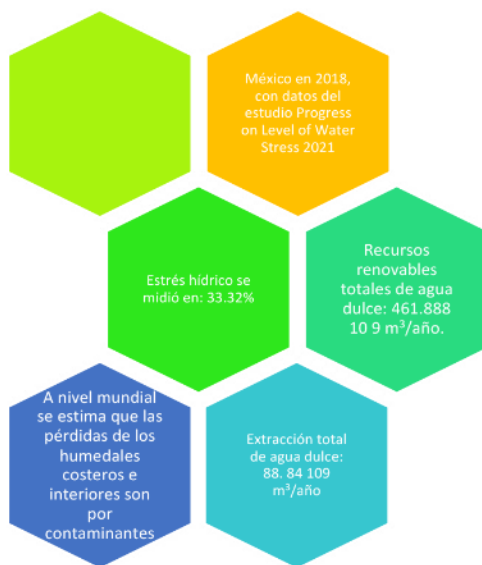 México en 2018,
con datos del
estudio Progress
on Level of Water
Stress 2021
Estrés hídrico se
midió en: 33.32%
Recursos
renovables
totales de agua
dulce: 461.888
10 9 m³/año.
A nivel mundial
se estima que las
pérdidas de los
humedales
costeros e
interiores son
por
contaminantes
Extracción total
de agua dulce:
88. 84 109
m³/año